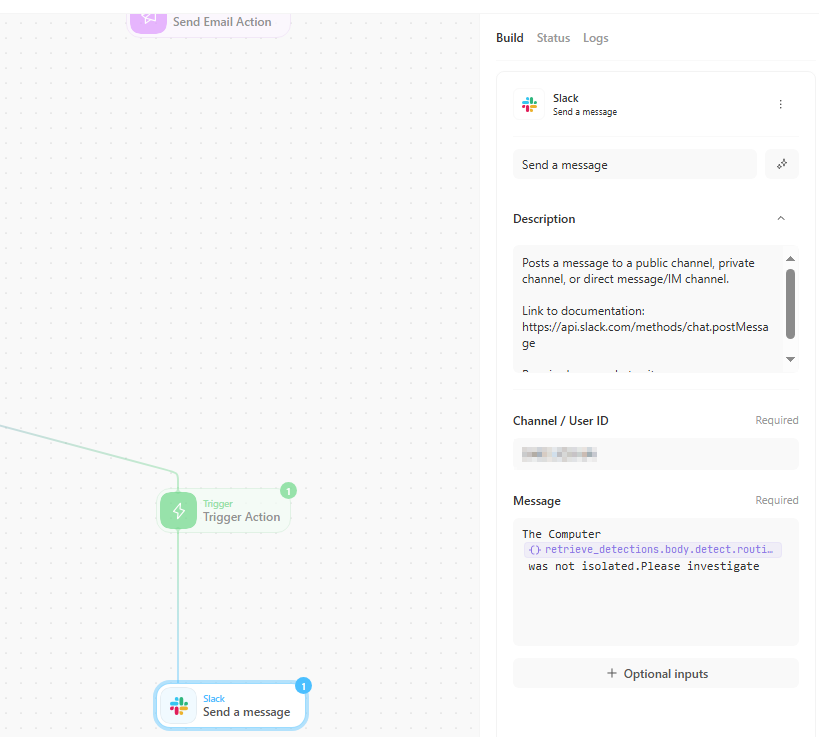 Send Email Action
Build Status Logs
Slack
Send a message
Send a message
Description
Posts a message to a public channel, private
channel, or direct message/IM channel.
Link to documentation:
https://api.slack.com/methods/chat.postMessa
ge
Channel / User ID Required
Message Required
The Computer
{} retrieve_detections.body.detect.routi…
was not isolated.Please investigate
+ Optional inputs
1
Trigger
Trigger Action
1
Slack
Send a message